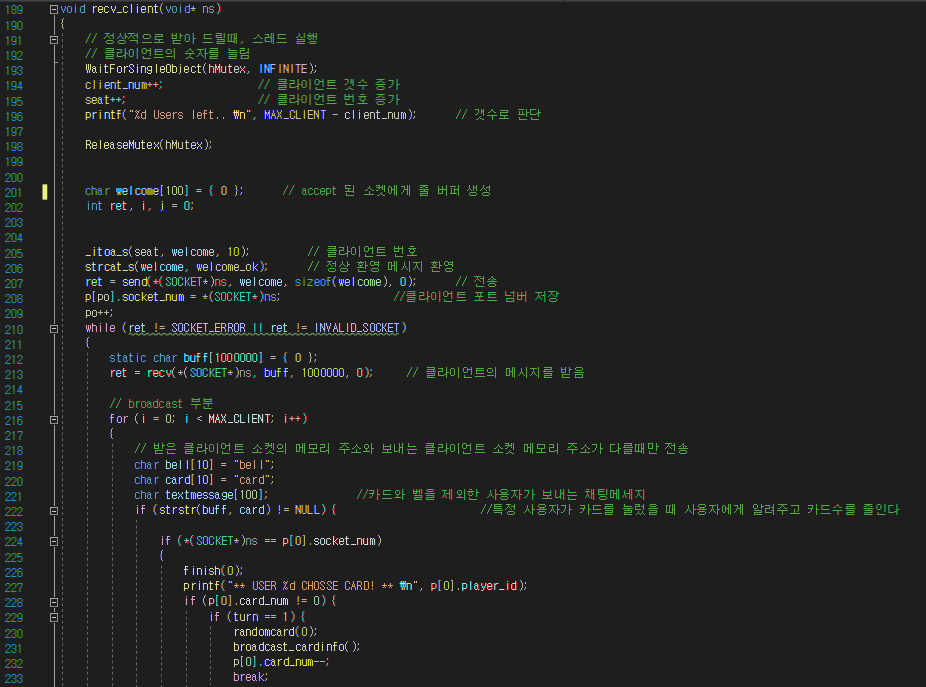 189 void recv_client(void* ns)
190 {
191 // 정상적으로 받아 드릴때, 스레드 실행
192 // 클라이언트의 숫자를 늘림
193 WaitForSingleObject(hMutex, INFINITE);
194 client_num++; // 클라이언트 갯수 증가
195 seat++; // 클라이언트 번호 증가
196 printf("%d Users left.. ₩n", MAX_CLIENT - client_num); // 갯수로 판단
197
198 ReleaseMutex(hMutex);
199
200
201 char welcome[100] = { 0 }; // accept 된 소켓에게 줄 버퍼 생성
202 int ret, i, j = 0;
203
204
205 _itoa_s(seat, welcome, 10); // 클라이언트 번호
206 strcat_s(welcome, welcome_ok); // 정상 환영 메시지 환영
207 ret = send(*(SOCKET*)ns, welcome, sizeof(welcome), 0); // 전송
208 p[po].socket_num = *(SOCKET*)ns; //클라이언트 포트 넘버 저장
209 po++;
210 while (ret != SOCKET_ERROR || ret != INVALID_SOCKET)
211 {
212 static char buff[1000000] = { 0 };
213 ret = recv(*(SOCKET*)ns, buff, 1000000, 0); // 클라이언트의 메시지를 받음
214
215 // broadcast 부분
216 for (i = 0; i < MAX_CLIENT; i++)
217 {
218 // 받은 클라이언트 소켓의 메모리 주소와 보내는 클라이언트 소켓 메모리 주소가 다를때만 전송
219 char bell[10] = "bell";
220 char card[10] = "card";
221 char textmessage[100]; //카드와 벨을 제외한 사용자가 보내는 채팅메세지
222 if (strstr(buff, card) != NULL) { //특정 사용자가 카드를 눌렀을 때 사용자에게 알려주고 카드수를 줄인다
223
224 if (*(SOCKET*)ns == p[0].socket_num)
225 {
226 finish(0);
227 printf("** USER %d CHOSSE CARD! ** ₩n", p[0].player_id);
228 if (p[0].card_num != 0) {
229 if (turn == 1) {
230 randomcard(0);
231 broadcast_cardinfo();
232 p[0].card_num--;
233 break;